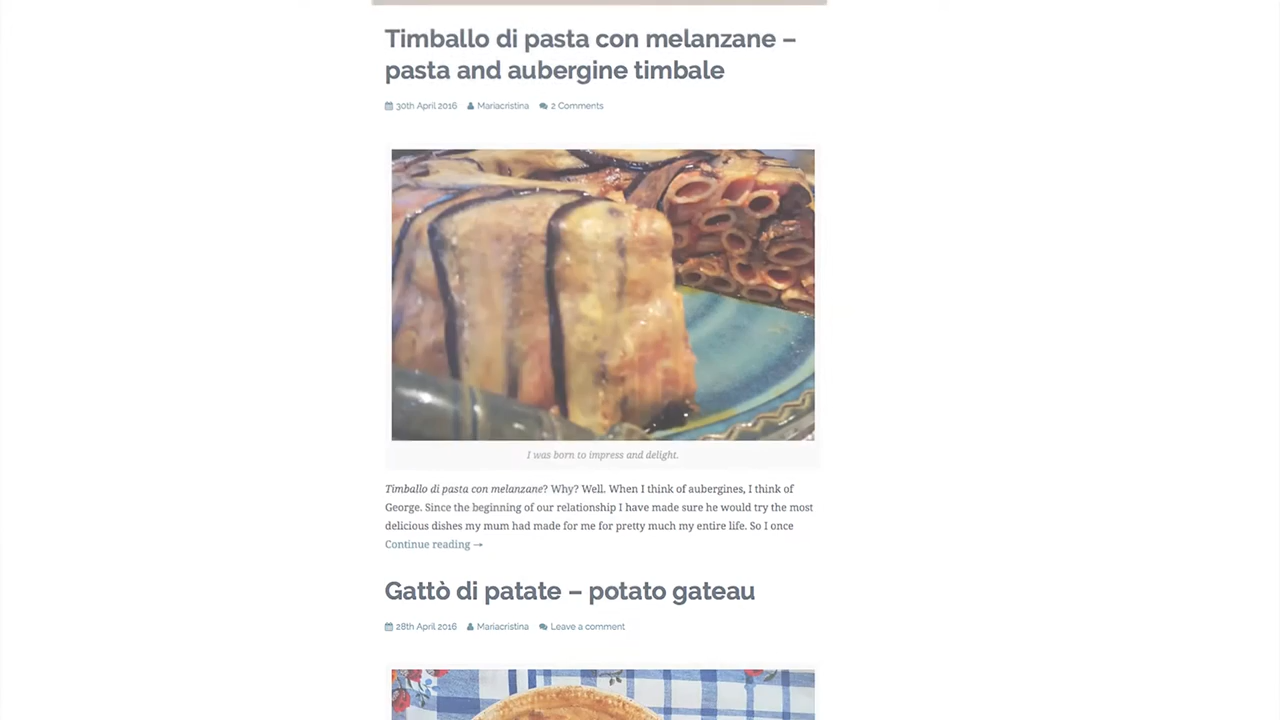 Timballo di pasta con melanzane –
pasta and aubergine timbale
30th April 2016 Mariacristina 2 Comments
I was born to impress and delight.
Timballo di pasta con melanzane? Why? Well. When I think of aubergines, I think of
George. Since the beginning of our relationship I have made sure he would try the most
delicious dishes my mum had made for me for pretty much my entire life. So I once
Continue reading →
Gattò di patate – potato gateau
28th April 2016 Mariacristina Leave a comment